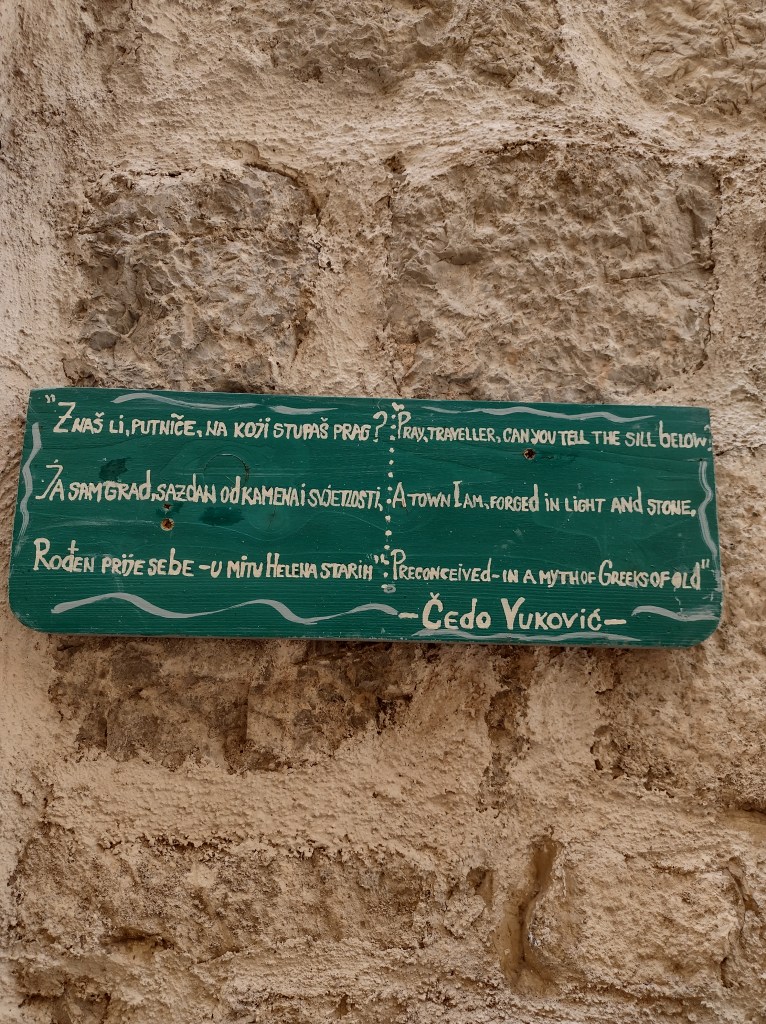 "Znaš li, putniče, na koži stupaš prag?
Ja sam grad, sazdan od kamena i svjetlosti,
Rođen prije sebe - u mitu Helena starih"
Pray, traveller, can you tell the sill below?
A town I am, forged in light and stone,
Preconceived - in a myth of Greeks of old"
- Čedo Vuković -